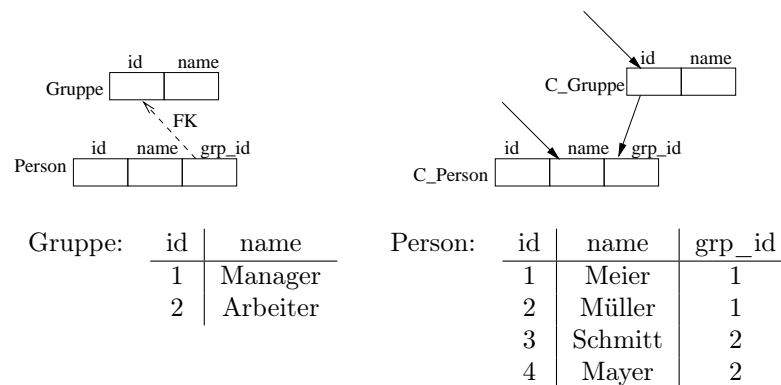 id name
Gruppe
FK
id name grp_id
Person
id name
C_Gruppe
id name grp_id
C_Person
Gruppe: id name
1 Manager
2 Arbeiter
Person: id name grp_id
1 Meier 1
2 Müller 1
3 Schmitt 2
4 Mayer 2